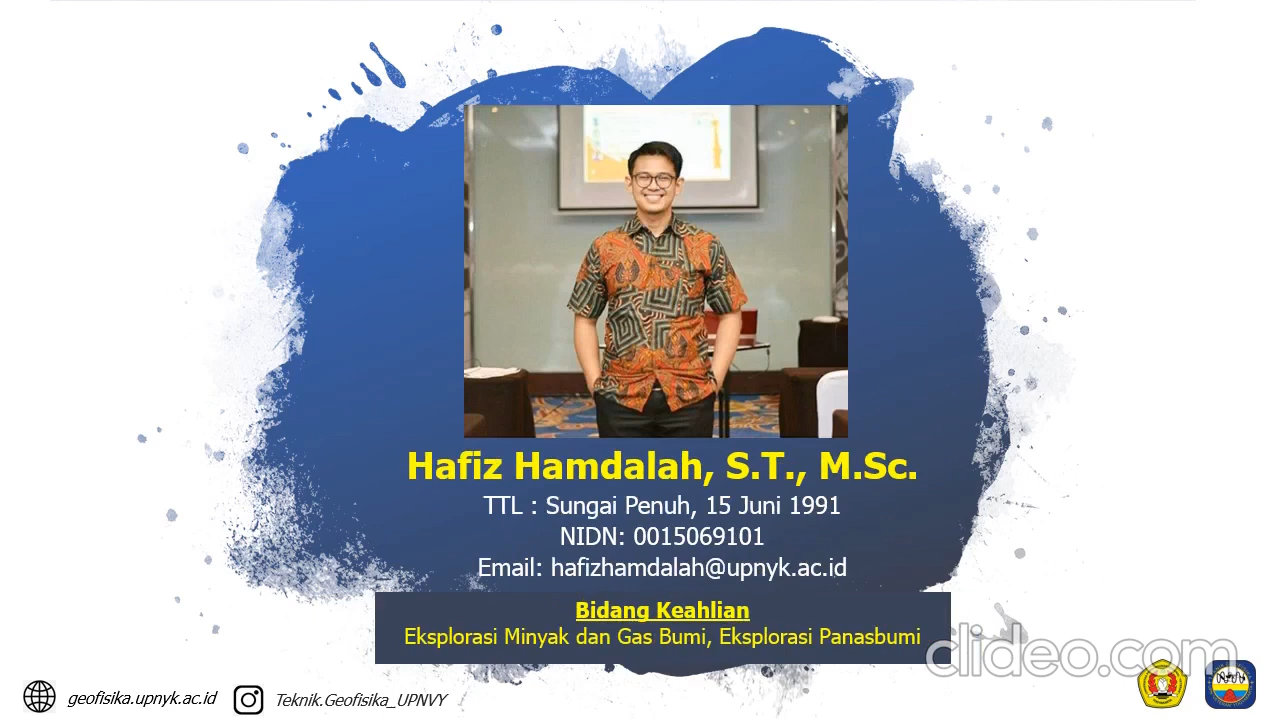 Hafiz Hamdalah, S.T., M.Sc.
TTL : Sungai Penuh, 15 Juni 1991
NIDN: 0015069101
Email: hafizhamdalah@upnyk.ac.id
Bidang Keahlian
Eksplorasi Minyak dan Gas Bumi, Eksplorasi Panasbumi
clideo.com
geofisika.upnyk.ac.id
Teknik.Geofisika_UPNVY